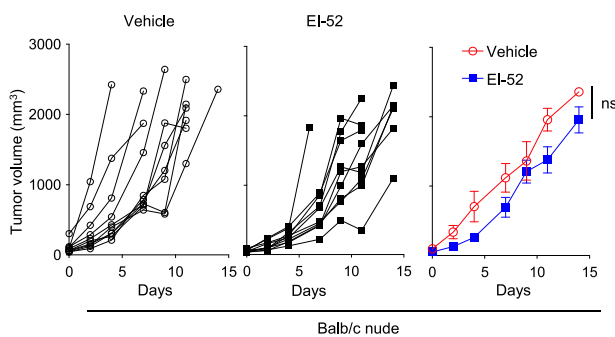 Vehicle
EI-52
Tumor volume (mm³)
3000
2000
1000
0
0 5 10 15
0 5 10 15
0 5 10 15
Days
Days
Days
Vehicle
EI-52
ns
Balb/c nude